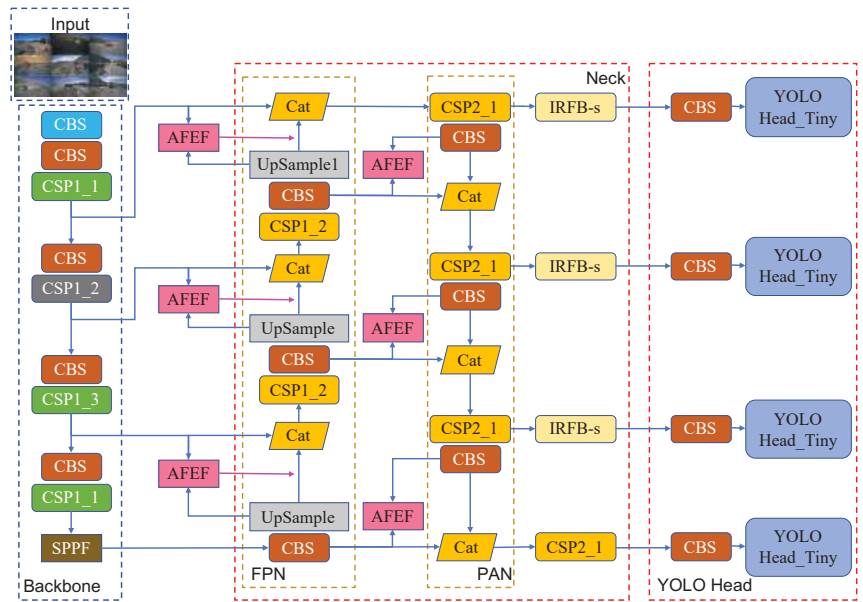 Input
Neck
CBS
CBS
CSP1_1
AFEF
Cat
UpSample1
CBS
CSP1_2
AFEF
CSP2_1
CBS
Cat
IRFB-s
CBS
YOLO
Head_Tiny
CBS
CSP1_2
AFEF
Cat
UpSample
CBS
CSP1_2
AFEF
CSP2_1
CBS
Cat
IRFB-s
CBS
YOLO
Head_Tiny
CBS
CSP1_3
AFEF
Cat
UpSample
CBS
AFEF
CSP2_1
CBS
Cat
IRFB-s
CBS
YOLO
Head_Tiny
CBS
CSP1_1
SPPF
CSP2_1
CBS
YOLO
Head_Tiny
Backbone
FPN
PAN
YOLO Head